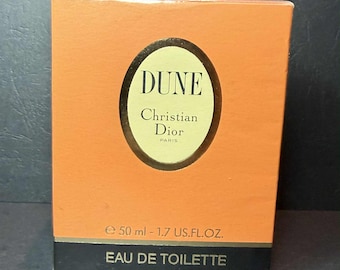 DUNE
Christian
Dior
PARIS
℮ 50 ml - 1.7 US.FL.OZ.
EAU DE TOILETTE